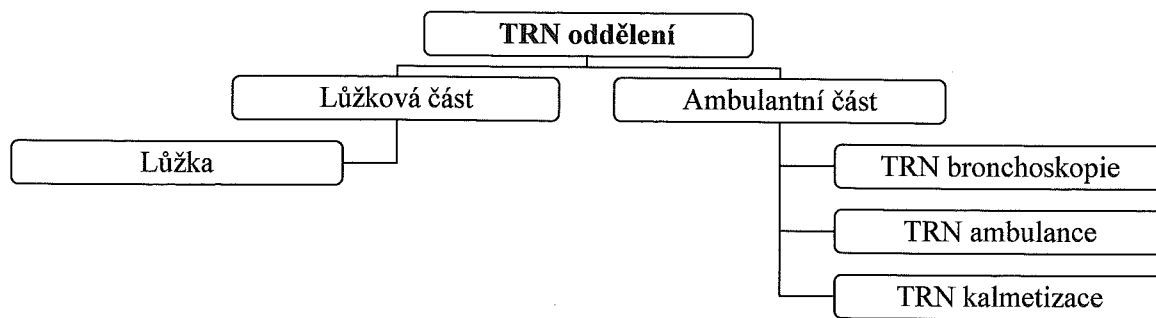 TRN oddělení
Lůžková část
Ambulantní část
Lůžka
TRN bronchoskopie
TRN ambulance
TRN kalmetizace